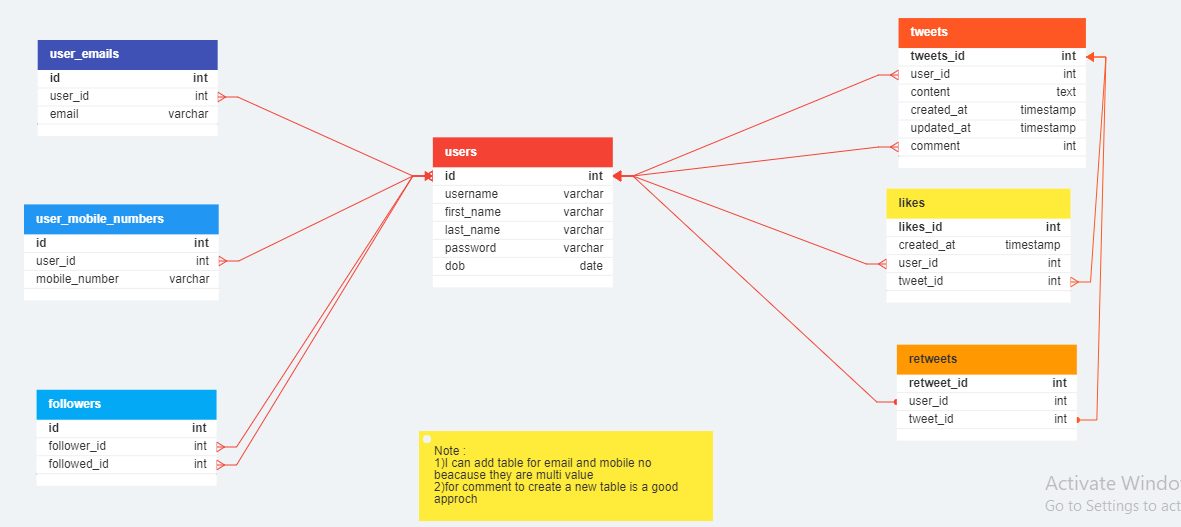 user_emails
id int
user_id int
email varchar
user_mobile_numbers
id int
user_id int
mobile_number varchar
followers
id int
follower_id int
followed_id int
users
id int
username varchar
first_name varchar
last_name varchar
password varchar
dob date
Note :
1)I can add table for email and mobile no
beacause they are multi value
2)for comment to create a new table is a good
approch
tweets
tweets_id int
user_id int
content text
created_at timestamp
updated_at timestamp
comment int
likes
likes_id int
created_at timestamp
user_id int
tweet_id int
retweets
retweet_id int
user_id int
tweet_id int
Activate Windo
Go to Settings to act